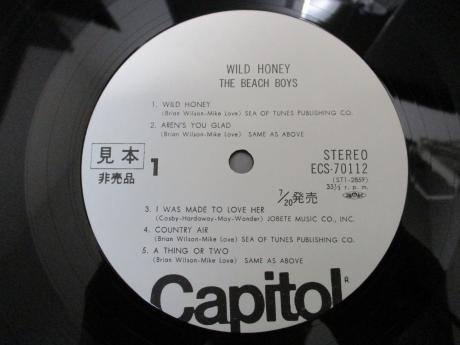 WILD HONEY
THE BEACH BOYS
1. WILD HONEY
(Brian Wilson-Mike Love) SEA OF TUNES PUBLISHING CO.
2. AREN'S YOU GLAD
(Brian Wilson-Mike Love) SAME AS ABOVE
見本
非売品
1
STEREO
ECS-70112
(ST1-2859)
33⅓ r. p. m.
7/20発売
3. I WAS MADE TO LOVE HER
(Cosby-Hardaway-Moy-Wonder) JOBETE MUSIC CO., INC.
4. COUNTRY AIR
(Brian Wilson-Mike Love) SEA OF TUNES PUBLISHING CO.
5. A THING OR TWO
(Brian Wilson-Mike Love) SAME AS ABOVE
Capitol
R